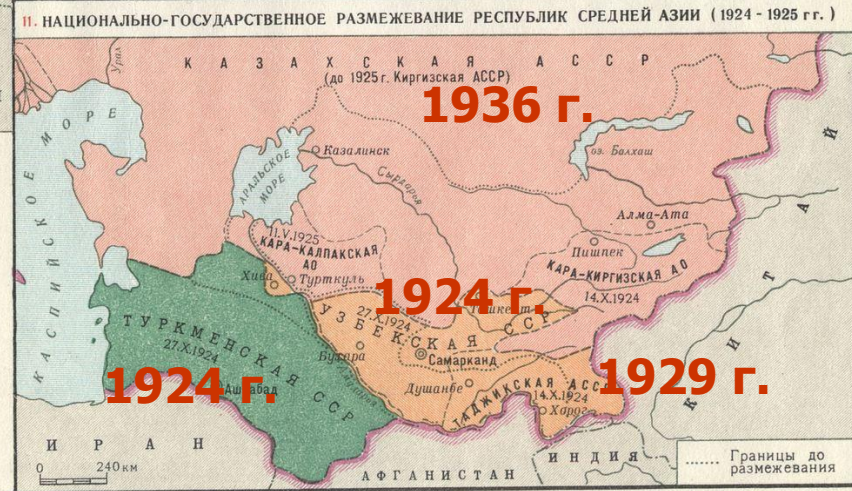 11. НАЦИОНАЛЬНО-ГОСУДАРСТВЕННОЕ РАЗМЕЖЕВАНИЕ РЕСПУБЛИК СРЕДНЕЙ АЗИИ (1924 - 1925 гг.)
КАЗАХСКАЯ АССР
(до 1925 г. Киргизская АССР)
1936 г.
Урал
КАСПИЙСКОЕ МОРЕ
АРАЛЬСКОЕ
МОРЕ
Казалинск
Сырдарья
оз. Балхаш
Алма-Ата
Пишпек
КИТАЙ
11.V.1925
КАРА-КАЛПАКСКАЯ
АО
Турткуль
Хива
КАРА-КИРГИЗСКАЯ АО
14.X.1924
1924 г.
Ташкент
27.X.1924
УЗБЕКСКАЯ ССР
Бухара
Самарканд
ТУРКМЕНСКАЯ ССР
27.X.1924
1924 г.
Ашхабад
Душанбе
ТАДЖИКСКАЯ АССР
14.X.1924
Хорог
1929 г.
ИРАН
АФГАНИСТАН
ИНДИЯ
0 240 км
Границы до
размежевания